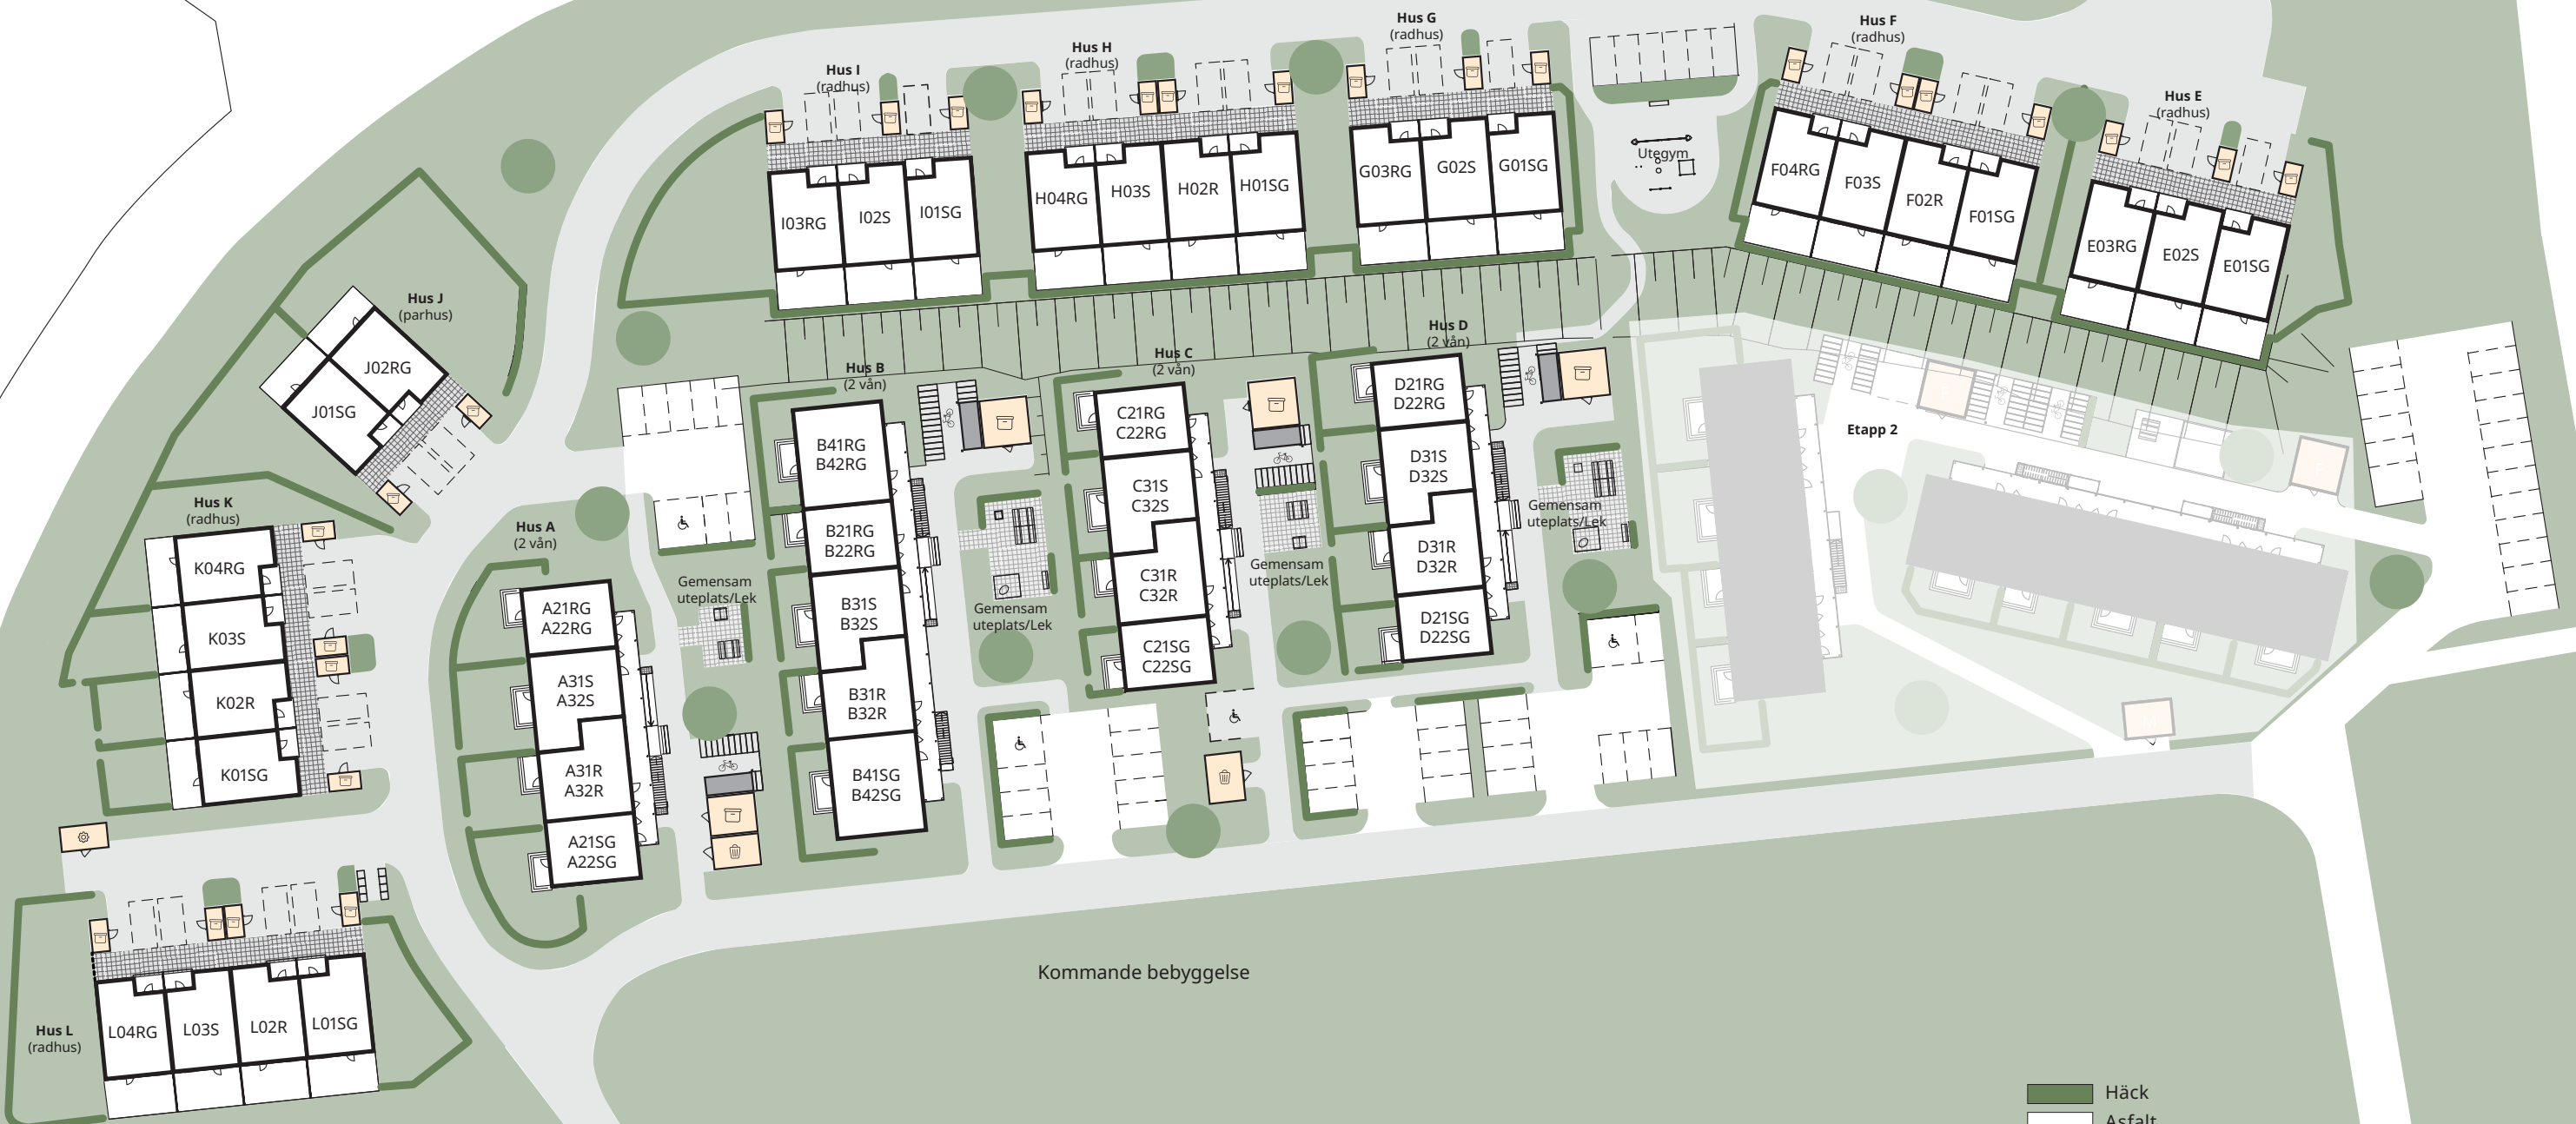 Hus G
(radhus)
Hus F
(radhus)
Hus H
(radhus)
Hus I
(radhus)
Hus E
(radhus)
Utegym
I03RG
I02S
I01SG
H04RG
H03S
H02R
H01SG
G03RG
G02S
G01SG
F04RG
F03S
F02R
F01SG
E03RG
E02S
E01SG
Hus J
(parhus)
J02RG
J01SG
Hus B
(2 vån)
Hus C
(2 vån)
Hus D
(2 vån)
B41RG
B42RG
B21RG
B22RG
B31S
B32S
B31R
B32R
B41SG
B42SG
C21RG
C22RG
C31S
C32S
C31R
C32R
C21SG
C22SG
D21RG
D22RG
D31S
D32S
D31R
D32R
D21SG
D22SG
Etapp 2
Gemensam
uteplats/Lek
Gemensam
uteplats/Lek
Gemensam
uteplats/Lek
Gemensam
uteplats/Lek
Hus K
(radhus)
K04RG
K03S
K02R
K01SG
Hus A
(2 vån)
A21RG
A22RG
A31S
A32S
A31R
A32R
A21SG
A22SG
Hus L
(radhus)
L04RG
L03S
L02R
L01SG
Kommande bebyggelse
Häck
Asfalt